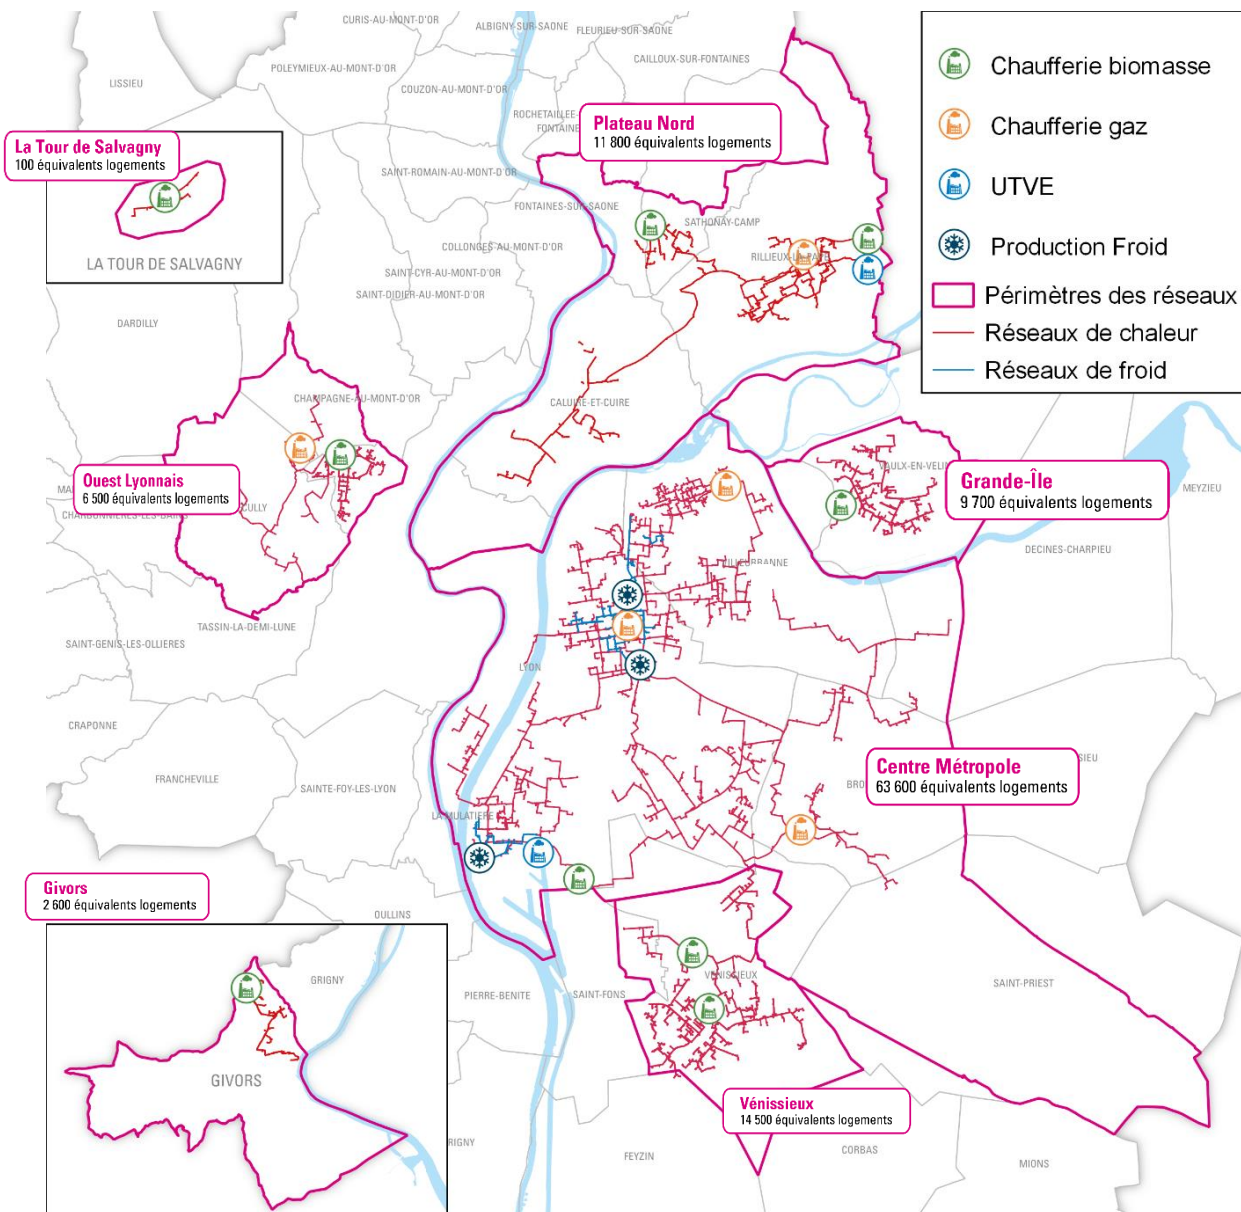 CURIS-AU-MONT-D'OR
ALBIGNY-SUR-SAONE
FLEURIEU-SUR-SAONE
CAILLOUX-SUR-FONTAINES
POLEYMIEUX-AU-MONT-D'OR
LISSIEU
COUZON-AU-MONT-D'OR
Chaufferie biomasse
Chaufferie gaz
UTVE
Production Froid
Périmètres des réseaux
Réseaux de chaleur
Réseaux de froid
Plateau Nord
11 800 équivalents logements
La Tour de Salvagny
100 équivalents logements
LA TOUR DE SALVAGNY
SAINT-ROMAIN-AU-MONT-D'OR
FONTAINES-SUR-SAONE
SATHONAY-CAMP
COLLONGES-AU-MONT-D'OR
SAINT-CYR-AU-MONT-D'OR
SAINT-DIDIER-AU-MONT-D'OR
DARDILLY
CHAMPAGNE-AU-MONT-D'OR
CALUIRE-ET-CUIRE
Ouest Lyonnais
6 500 équivalents logements
Grande-Île
9 700 équivalents logements
MEYZIEU
DECINES-CHARPIEU
TASSIN-LA-DEMI-LUNE
SAINT-GENIS-LES-OLLIERES
LYON
CRAPONNE
FRANCHEVILLE
SAINTE-FOY-LES-LYON
LA MULATIERE
Centre Métropole
63 600 équivalents logements
Givors
2 600 équivalents logements
OULLINS
GRIGNY
PIERRE-BENITE
SAINT-FONS
VENISSIEUX
SAINT-PRIEST
GIVORS
Vénissieux
14 500 équivalents logements
FEYZIN
CORBAS
MIONS